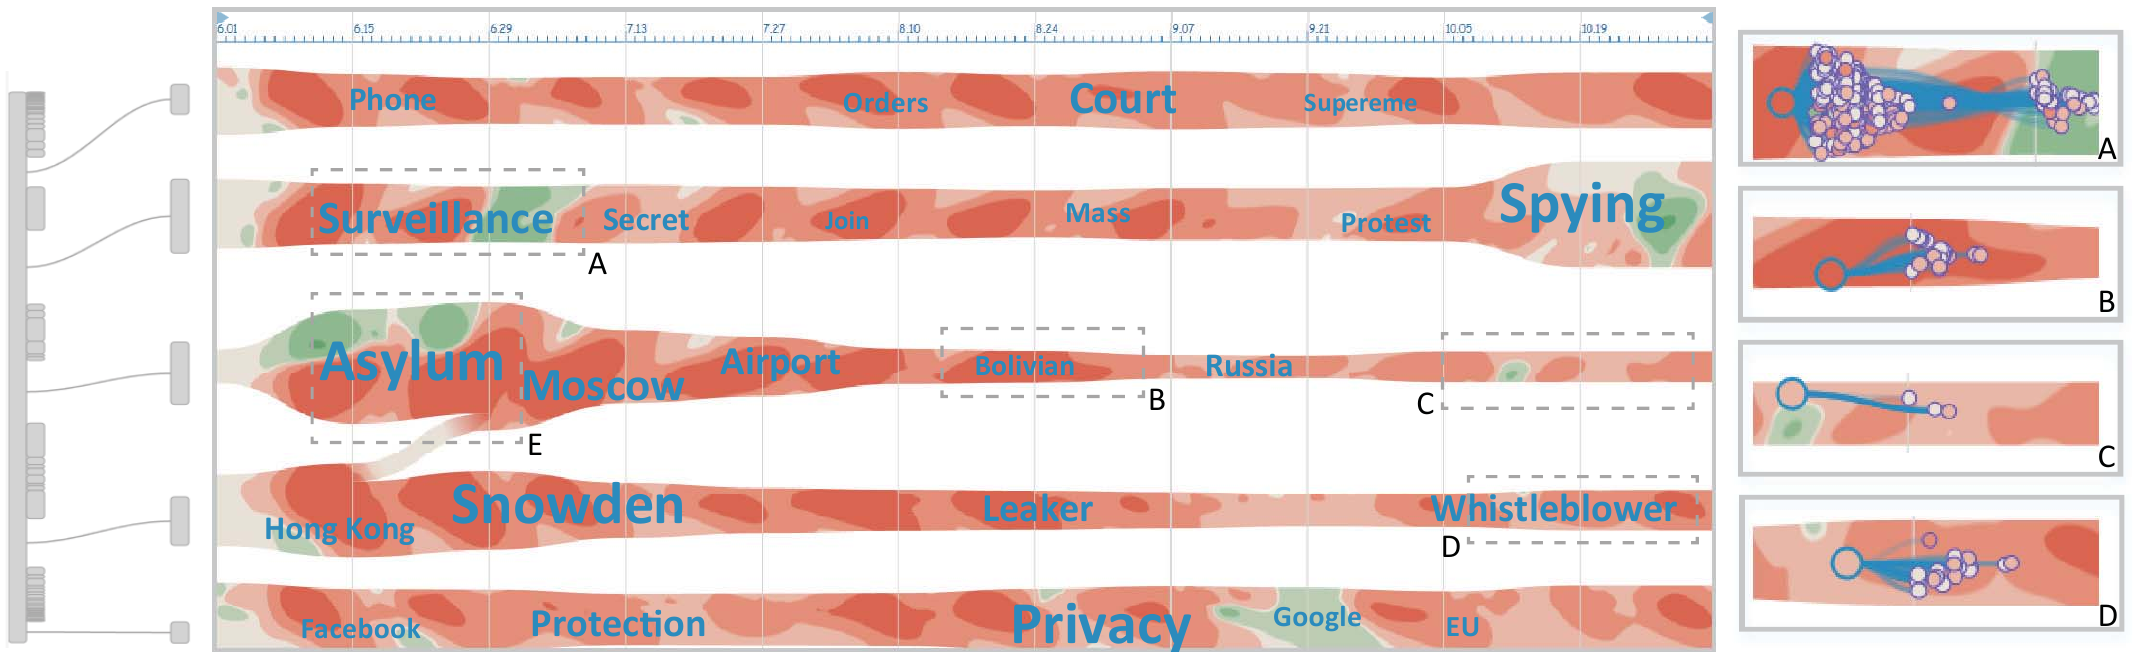 6.01 6.15 6.29 7.13 7.27 8.10 8.24 9.07 9.21 10.05 10.19
Phone Orders Court Supereme
A
Surveillance Secret Join Mass Protest Spying
A
B
Asylum Moscow Airport Bolivian Russia
B
C
E
C
Hong Kong Snowden Leaker Whistleblower
D
Facebook Protection Privacy Google EU
D